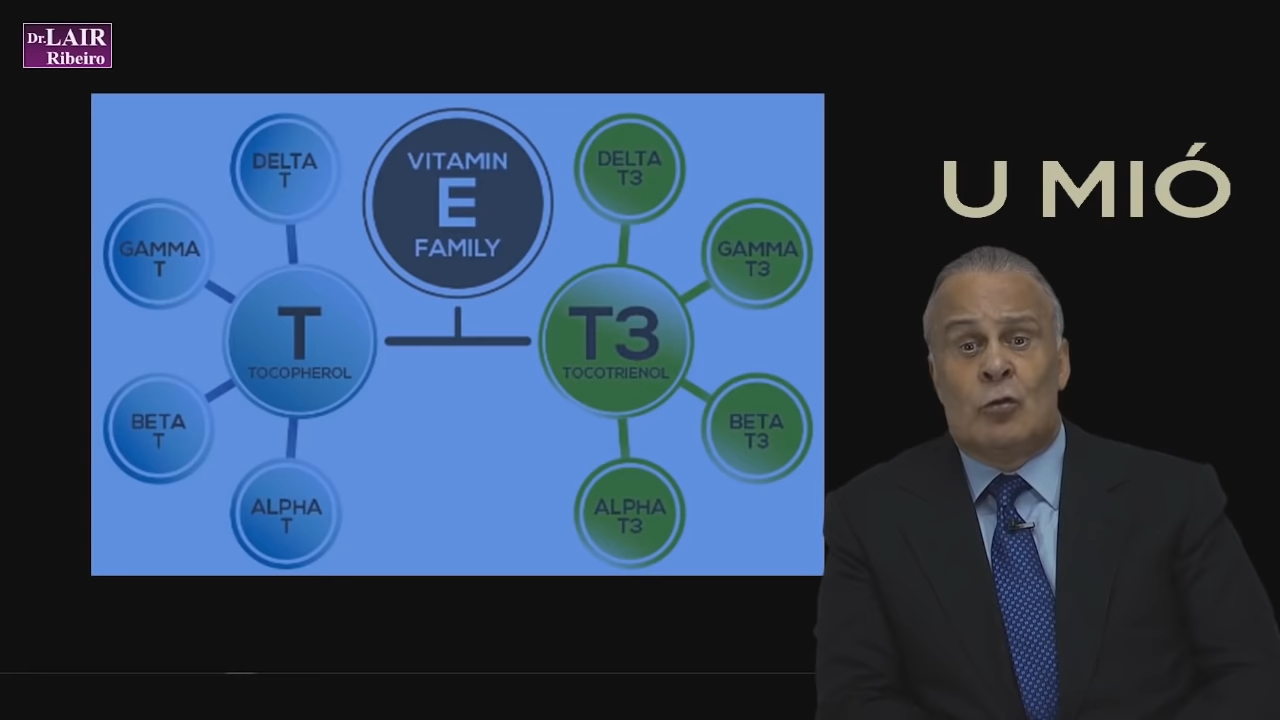 Dr. LAIR
Ribeiro
VITAMIN
E
FAMILY
DELTA
T
GAMMA
T
T
TOCOPHEROL
BETA
T
ALPHA
T
DELTA
T3
GAMMA
T3
T3
TOCOTRIENOL
BETA
T3
ALPHA
T3
U MIÓ